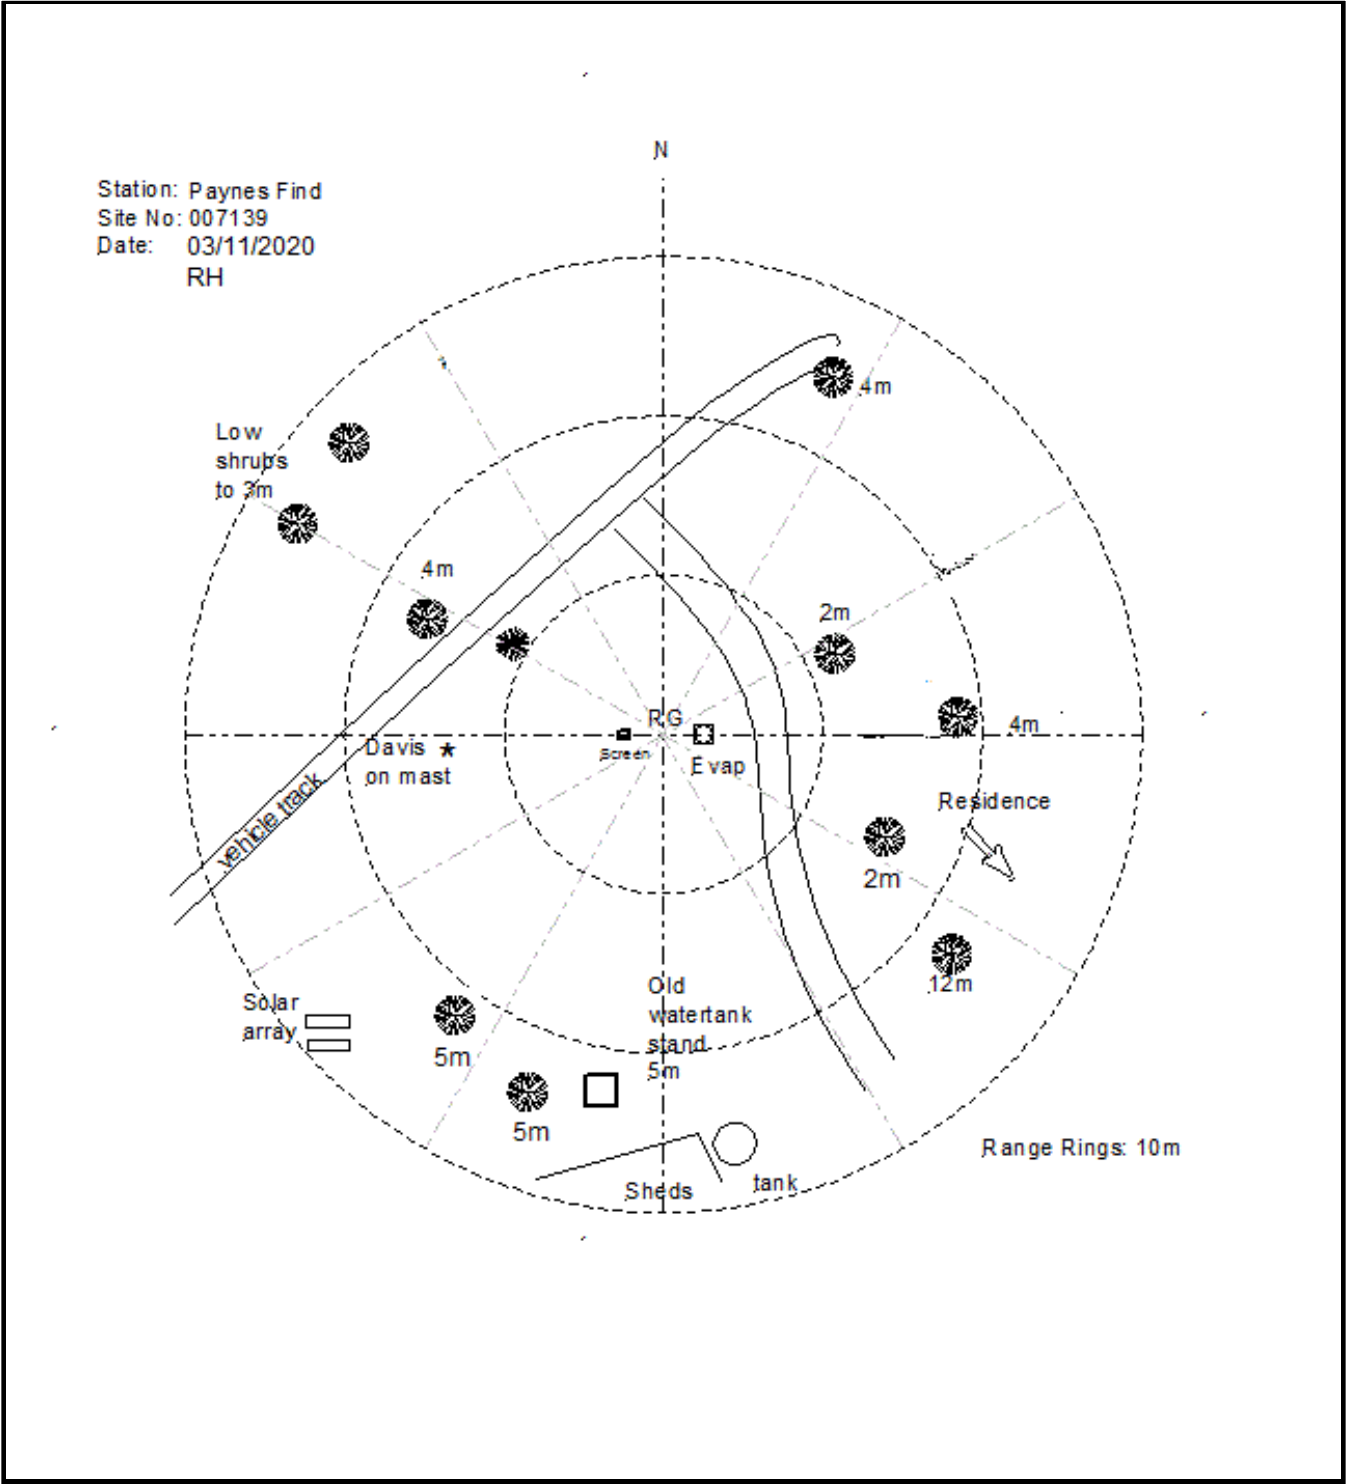 N
Station: Paynes Find
Site No: 007139
Date: 03/11/2020
RH
4m
Low
shrubs
to 3m
4m
2m
RG
4m
Davis *
on mast
Screen
Evap
vehicle track
Residence
2m
12m
Old
watertank
stand
5m
Solar
array
5m
5m
Range Rings: 10m
Sheds
tank